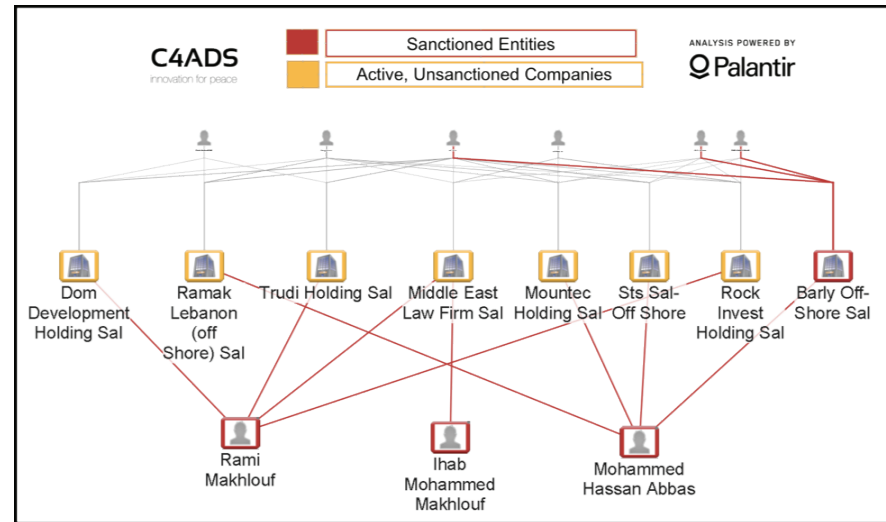 C4ADS
innovation for peace
Sanctioned Entities
Active, Unsanctioned Companies
ANALYSIS POWERED BY
Palantir
Dom
Development
Holding Sal
Ramak
Lebanon
(off
Shore) Sal
Trudi Holding Sal
Middle East
Law Firm Sal
Mountec
Holding Sal
Sts Sal-
Off Shore
Rock
Invest
Holding Sal
Barly Off-
Shore Sal
Rami
Makhlouf
Ihab
Mohammed
Makhlouf
Mohammed
Hassan Abbas